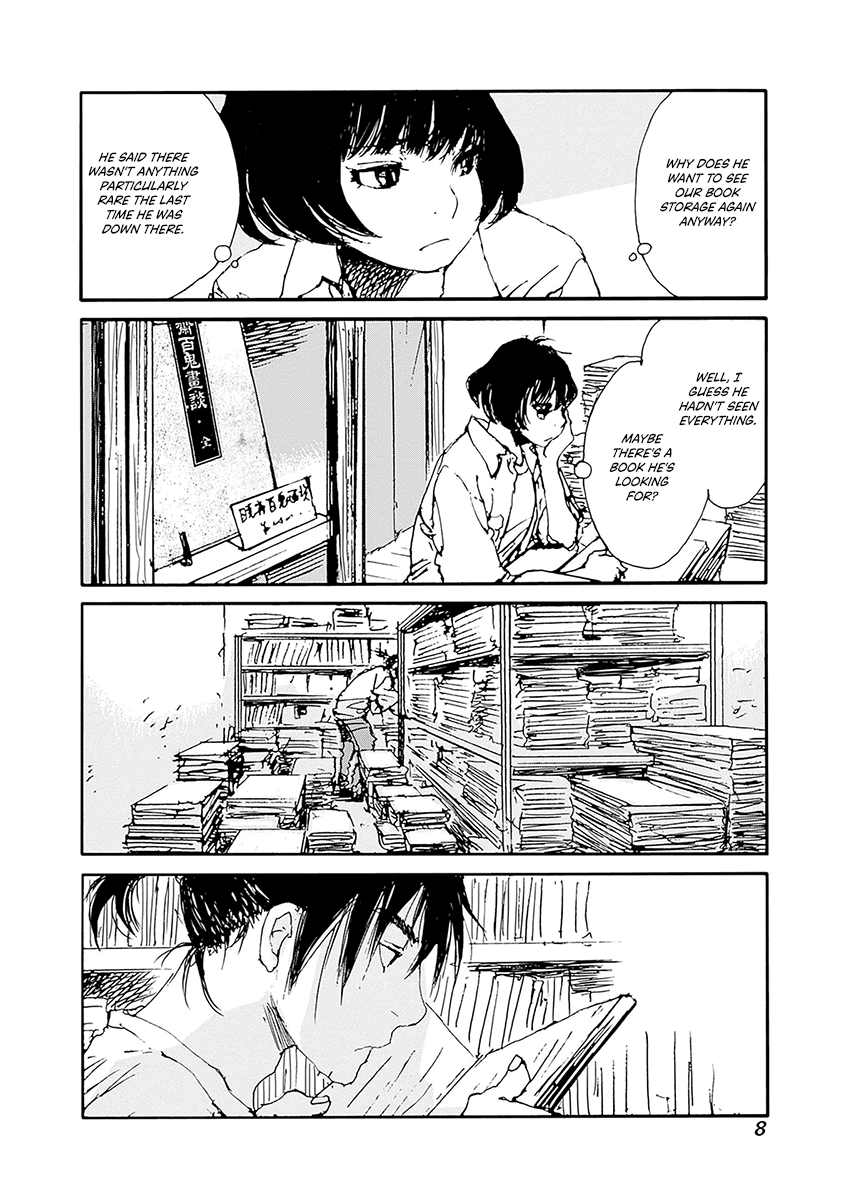 WHY DOES HE
WANT TO SEE
OUR BOOK
STORAGE AGAIN
ANYWAY?
HE SAID THERE
WASN'T ANYTHING
PARTICULARLY
RARE THE LAST
TIME HE WAS
DOWN THERE.
WELL, I
GUESS HE
HADN'T SEEN
EVERYTHING.
MAYBE
THERE'S A
BOOK HE'S
LOOKING
FOR?
齋百鬼畫談・全
8